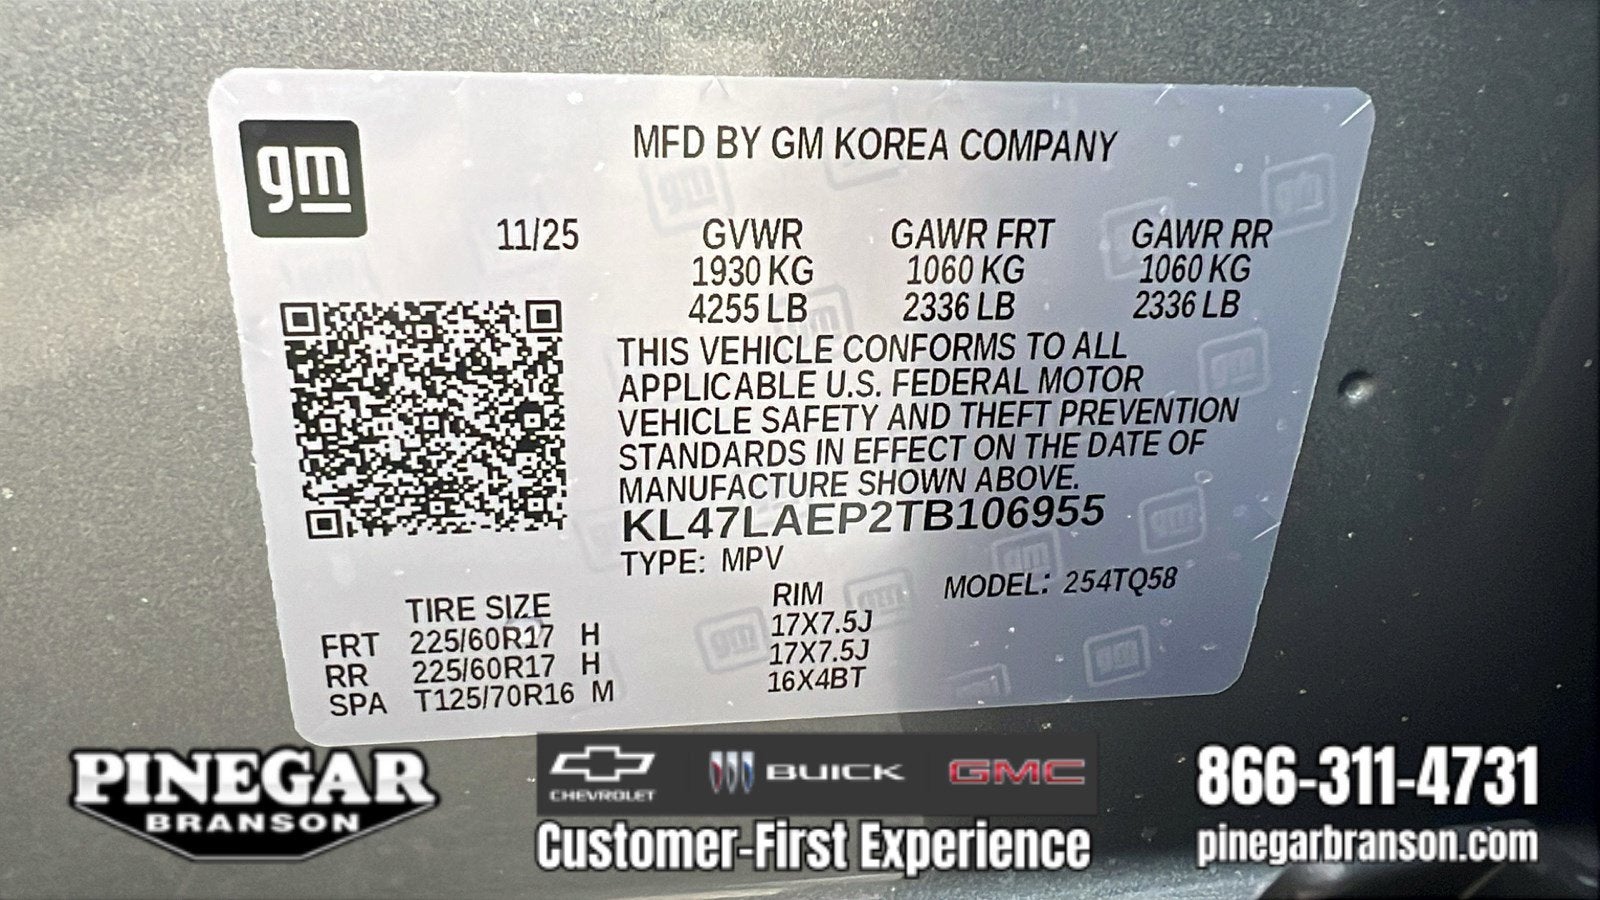 gm
MFD BY GM KOREA COMPANY
11/25 GVWR GAWR FRT GAWR RR
1930 KG 1060 KG 1060 KG
4255 LB 2336 LB 2336 LB
THIS VEHICLE CONFORMS TO ALL
APPLICABLE U.S. FEDERAL MOTOR
VEHICLE SAFETY AND THEFT PREVENTION
STANDARDS IN EFFECT ON THE DATE OF
MANUFACTURE SHOWN ABOVE.
KL47LAEP2TB106955
TYPE: MPV
MODEL: 254TQ58
TIRE SIZE RIM
FRT 225/60R17 H 17X7.5J
RR 225/60R17 H 17X7.5J
SPA T125/70R16 M 16X4BT
PINEGAR
BRANSON
CHEVROLET
BUICK
GMC
Customer-First Experience
866-311-4731
pinegarbranson.com